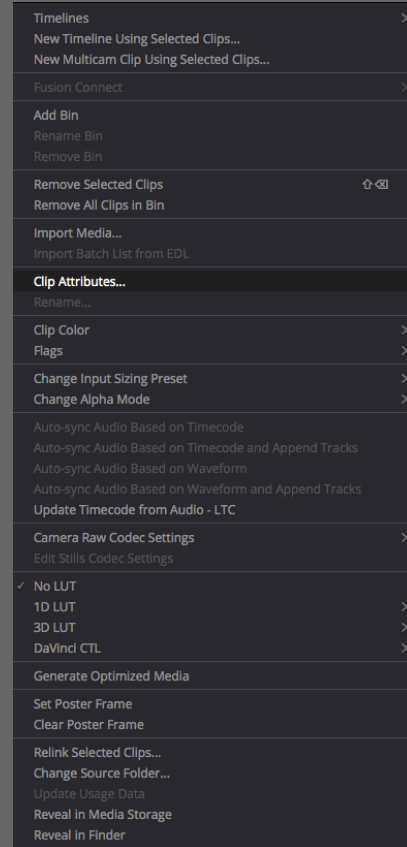 Timelines
New Timeline Using Selected Clips...
New Multicam Clip Using Selected Clips...
Fusion Connect
Add Bin
Rename Bin
Remove Bin
Remove Selected Clips ⇧⌫
Remove All Clips in Bin
Import Media...
Import Batch List from EDL
Clip Attributes...
Rename...
Clip Color
Flags
Change Input Sizing Preset
Change Alpha Mode
Auto-sync Audio Based on Timecode
Auto-sync Audio Based on Timecode and Append Tracks
Auto-sync Audio Based on Waveform
Auto-sync Audio Based on Waveform and Append Tracks
Update Timecode from Audio - LTC
Camera Raw Codec Settings
Edit Stills Codec Settings
✓ No LUT
1D LUT
3D LUT
DaVinci CTL
Generate Optimized Media
Set Poster Frame
Clear Poster Frame
Relink Selected Clips...
Change Source Folder...
Update Usage Data
Reveal in Media Storage
Reveal in Finder